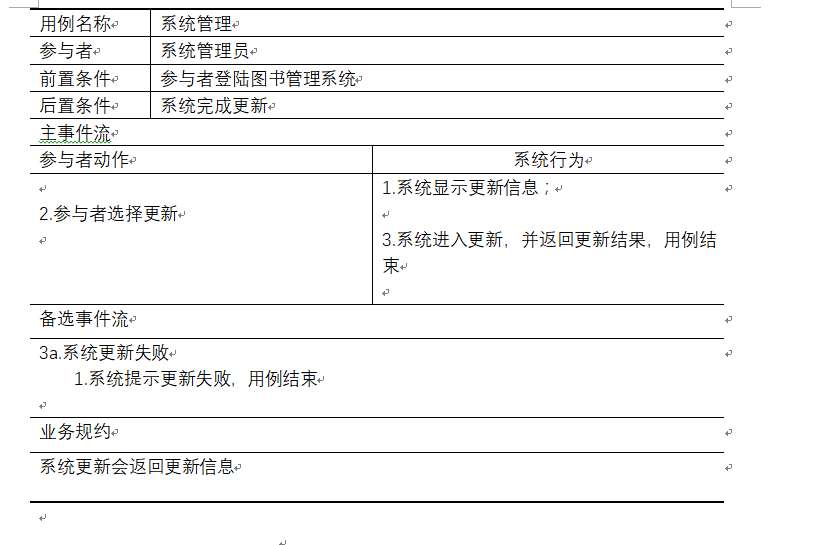 用例名称 系统管理
参与者 系统管理员
前置条件 参与者登陆图书管理系统
后置条件 系统完成更新
主事件流
参与者动作 系统行为
1.系统显示更新信息；
2.参与者选择更新
3.系统进入更新，并返回更新结果，用例结
束
备选事件流
3a.系统更新失败
1.系统提示更新失败，用例结束
业务规约
系统更新会返回更新信息